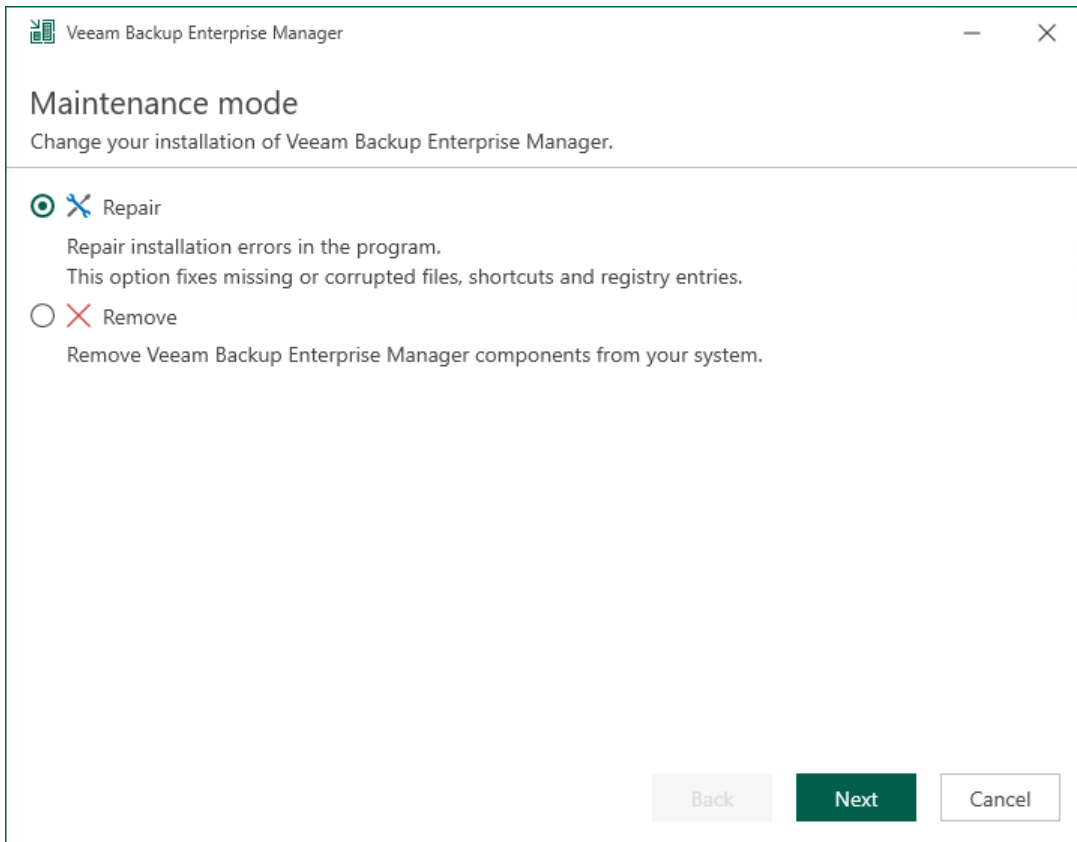 Veeam Backup Enterprise Manager
Maintenance mode
Change your installation of Veeam Backup Enterprise Manager.
Repair
Repair installation errors in the program.
This option fixes missing or corrupted files, shortcuts and registry entries.
Remove
Remove Veeam Backup Enterprise Manager components from your system.
Back Next Cancel